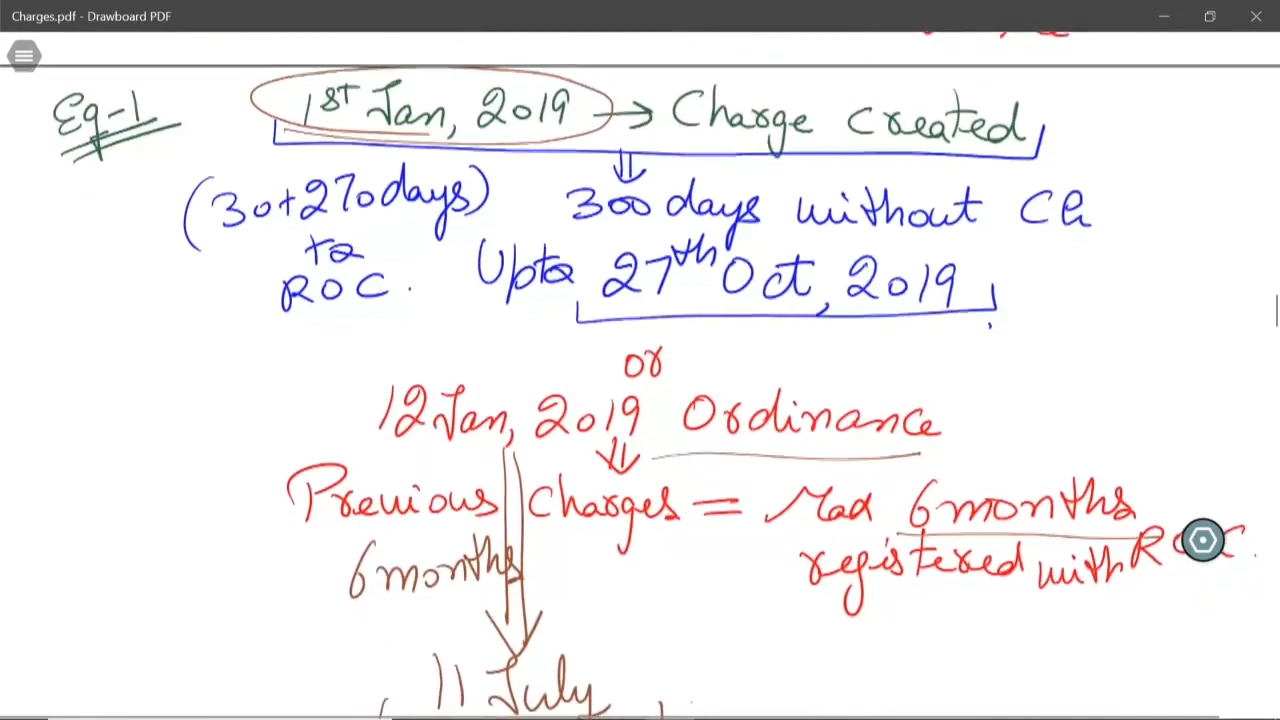 Charges.pdf - Drawboard PDF
Eg-1 1st Jan, 2019 → Charge created
(30+270 days) 300 days without CG
to Upto 27th Oct, 2019
ROC.
or
12 Jan, 2019 Ordinance
Previous Charges = Max 6 months
registered with ROC.
6 months
11 July